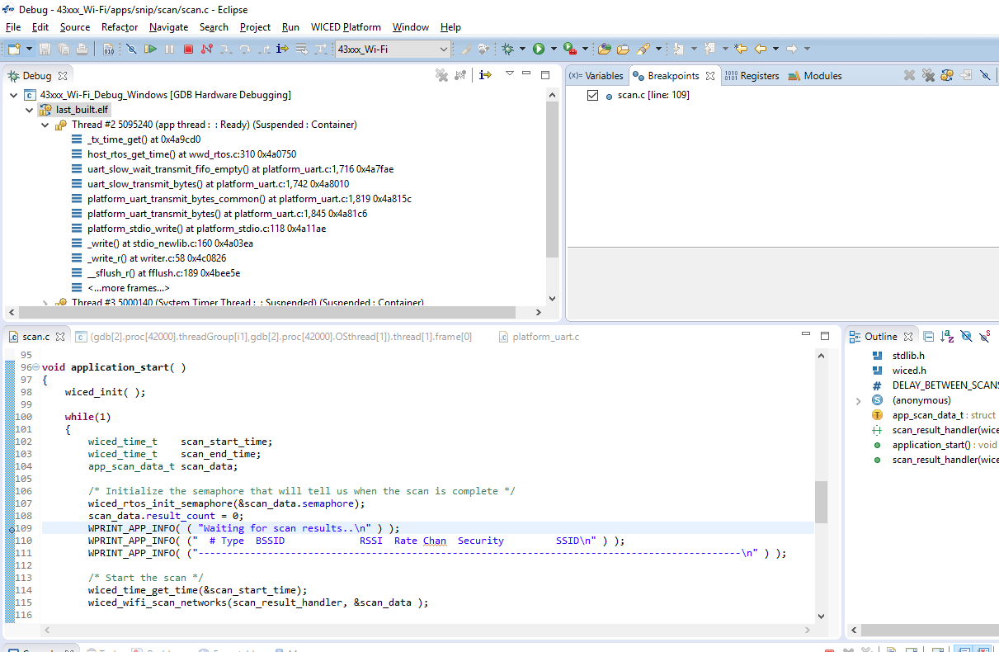 Debug - 43xxx_Wi-Fi/apps/snip/scan/scan.c - Eclipse
File Edit Source Refactor Navigate Search Project Run WICED Platform Window Help
43xxx_Wi-Fi
Debug
43xxx_Wi-Fi_Debug_Windows [GDB Hardware Debugging]
last_built.elf
Thread #2 5095240 (app thread : : Ready) (Suspended : Container)
_tx_time_get() at 0x4a9cd0
host_rtos_get_time() at wwd_rtos.c:310 0x4a0750
uart_slow_wait_transmit_fifo_empty() at platform_uart.c:1,716 0x4a7fae
uart_slow_transmit_bytes() at platform_uart.c:1,742 0x4a8010
platform_uart_transmit_bytes_common() at platform_uart.c:1,819 0x4a815c
platform_uart_transmit_bytes() at platform_uart.c:1,845 0x4a81c6
platform_stdio_write() at platform_stdio.c:118 0x4a11ae
_write() at stdio_newlib.c:160 0x4a03ea
_write_r() at writer.c:58 0x4c0826
__sflush_r() at fflush.c:189 0x4bee5e
<...more frames...>
Thread #3 5000140 (System Timer Thread : : Suspended) (Suspended : Container)
(x)= Variables Breakpoints 1010 0101 Registers Modules
scan.c [line: 109]
scan.c (gdb[2].proc[42000].threadGroup[i1],gdb[2].proc[42000].OSthread[1]).thread[1].frame[0] platform_uart.c
95
96 void application_start( )
97 {
98 wiced_init( );
99
100 while(1)
101 {
102 wiced_time_t scan_start_time;
103 wiced_time_t scan_end_time;
104 app_scan_data_t scan_data;
105
106 /* Initialize the semaphore that will tell us when the scan is complete */
107 wiced_rtos_init_semaphore(&scan_data.semaphore);
108 scan_data.result_count = 0;
109 WPRINT_APP_INFO( ( "Waiting for scan results..\n" ) );
110 WPRINT_APP_INFO( (" # Type BSSID RSSI Rate Chan Security SSID\n" ) );
111 WPRINT_APP_INFO( ("----------------------------------------------------------------------------------------------\n" ) );
112
113 /* Start the scan */
114 wiced_time_get_time(&scan_start_time);
115 wiced_wifi_scan_networks(scan_result_handler, &scan_data );
116
Outline
stdlib.h
wiced.h
DELAY_BETWEEN_SCANS
(anonymous)
app_scan_data_t : struct
scan_result_handler(wice
application_start() : void
scan_result_handler(wice